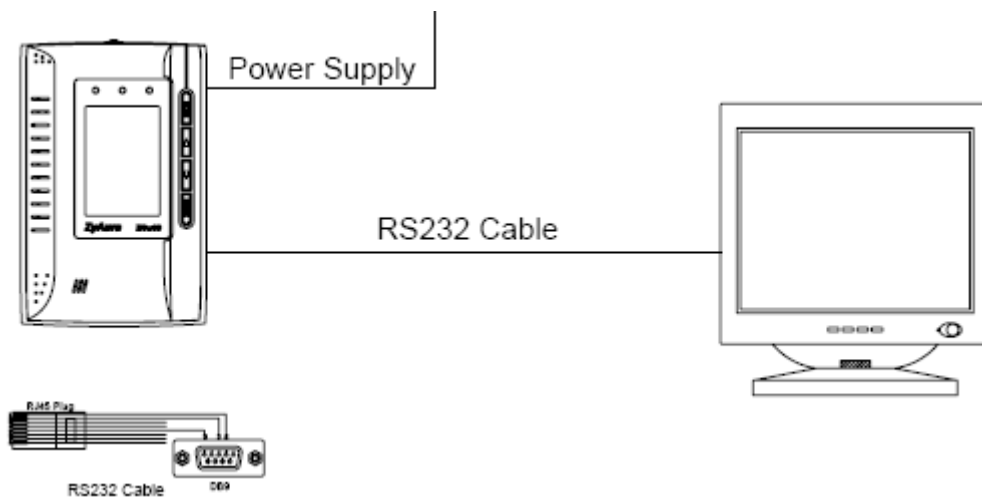 Power Supply
RS232 Cable
RJ45 Plug
DB9
RS232 Cable